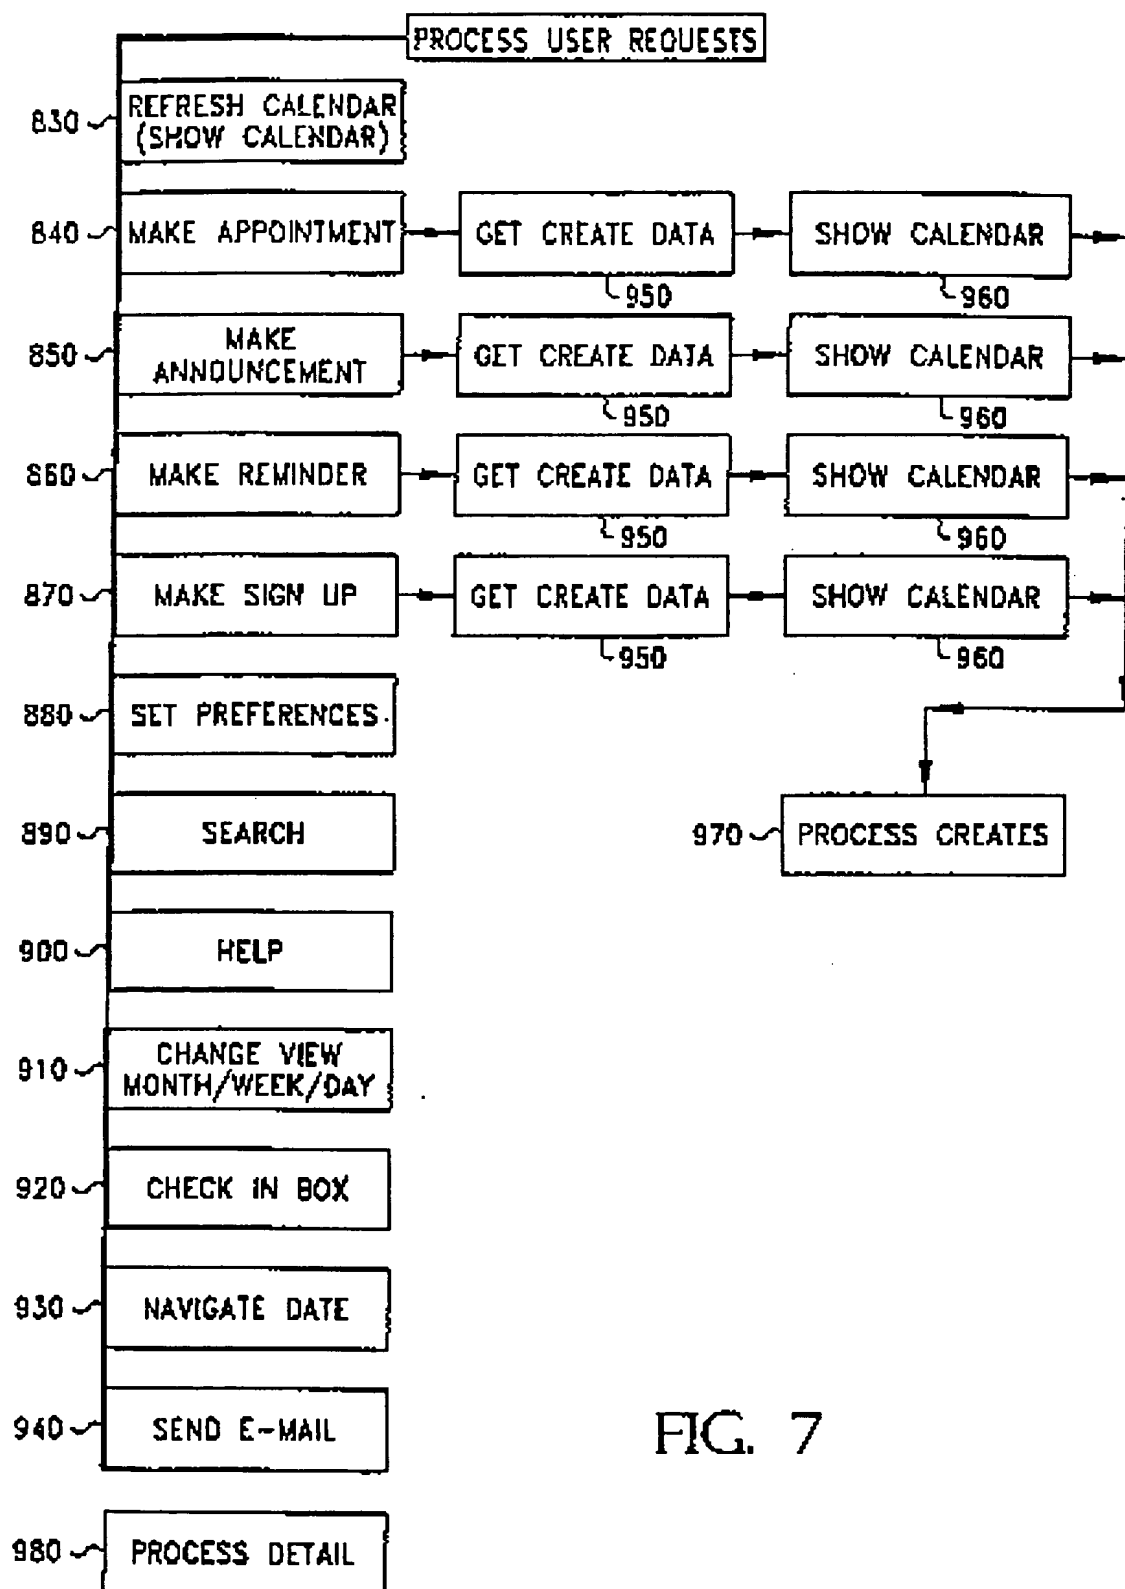 PROCESS USER REQUESTS
830 REFRESH CALENDAR
(SHOW CALENDAR)
840 MAKE APPOINTMENT GET CREATE DATA SHOW CALENDAR
950 960
850 MAKE
ANNOUNCEMENT GET CREATE DATA SHOW CALENDAR
950 960
860 MAKE REMINDER GET CREATE DATA SHOW CALENDAR
950 960
870 MAKE SIGN UP GET CREATE DATA SHOW CALENDAR
950 960
880 SET PREFERENCES
890 SEARCH 970 PROCESS CREATES
900 HELP
910 CHANGE VIEW
MONTH/WEEK/DAY
920 CHECK IN BOX
930 NAVIGATE DATE
940 SEND E-MAIL
FIG. 7
980 PROCESS DETAIL